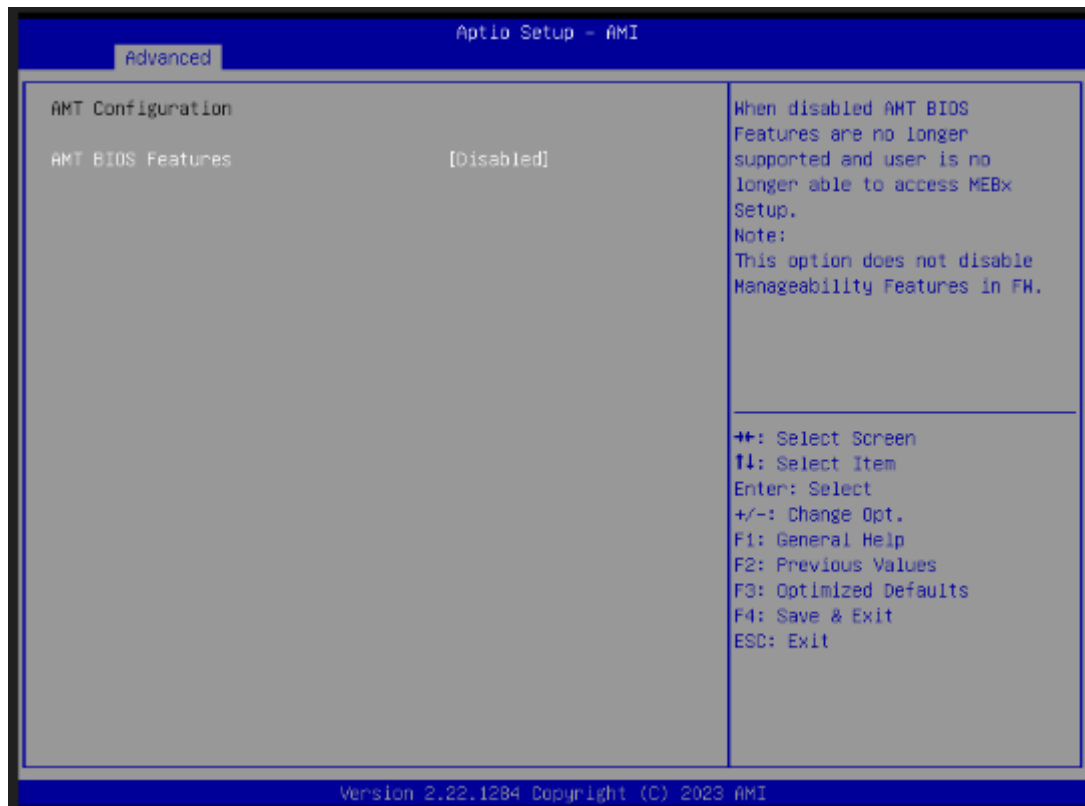 Aptio Setup - AMI
Advanced
AMT Configuration
AMT BIOS Features [Disabled]
When disabled AMT BIOS
Features are no longer
supported and user is no
longer able to access MEBx
Setup.
Note:
This option does not disable
Manageability Features in FW.
→←: Select Screen
↑↓: Select Item
Enter: Select
+/-: Change Opt.
F1: General Help
F2: Previous Values
F3: Optimized Defaults
F4: Save & Exit
ESC: Exit
Version 2.22.1284 Copyright (C) 2023 AMI